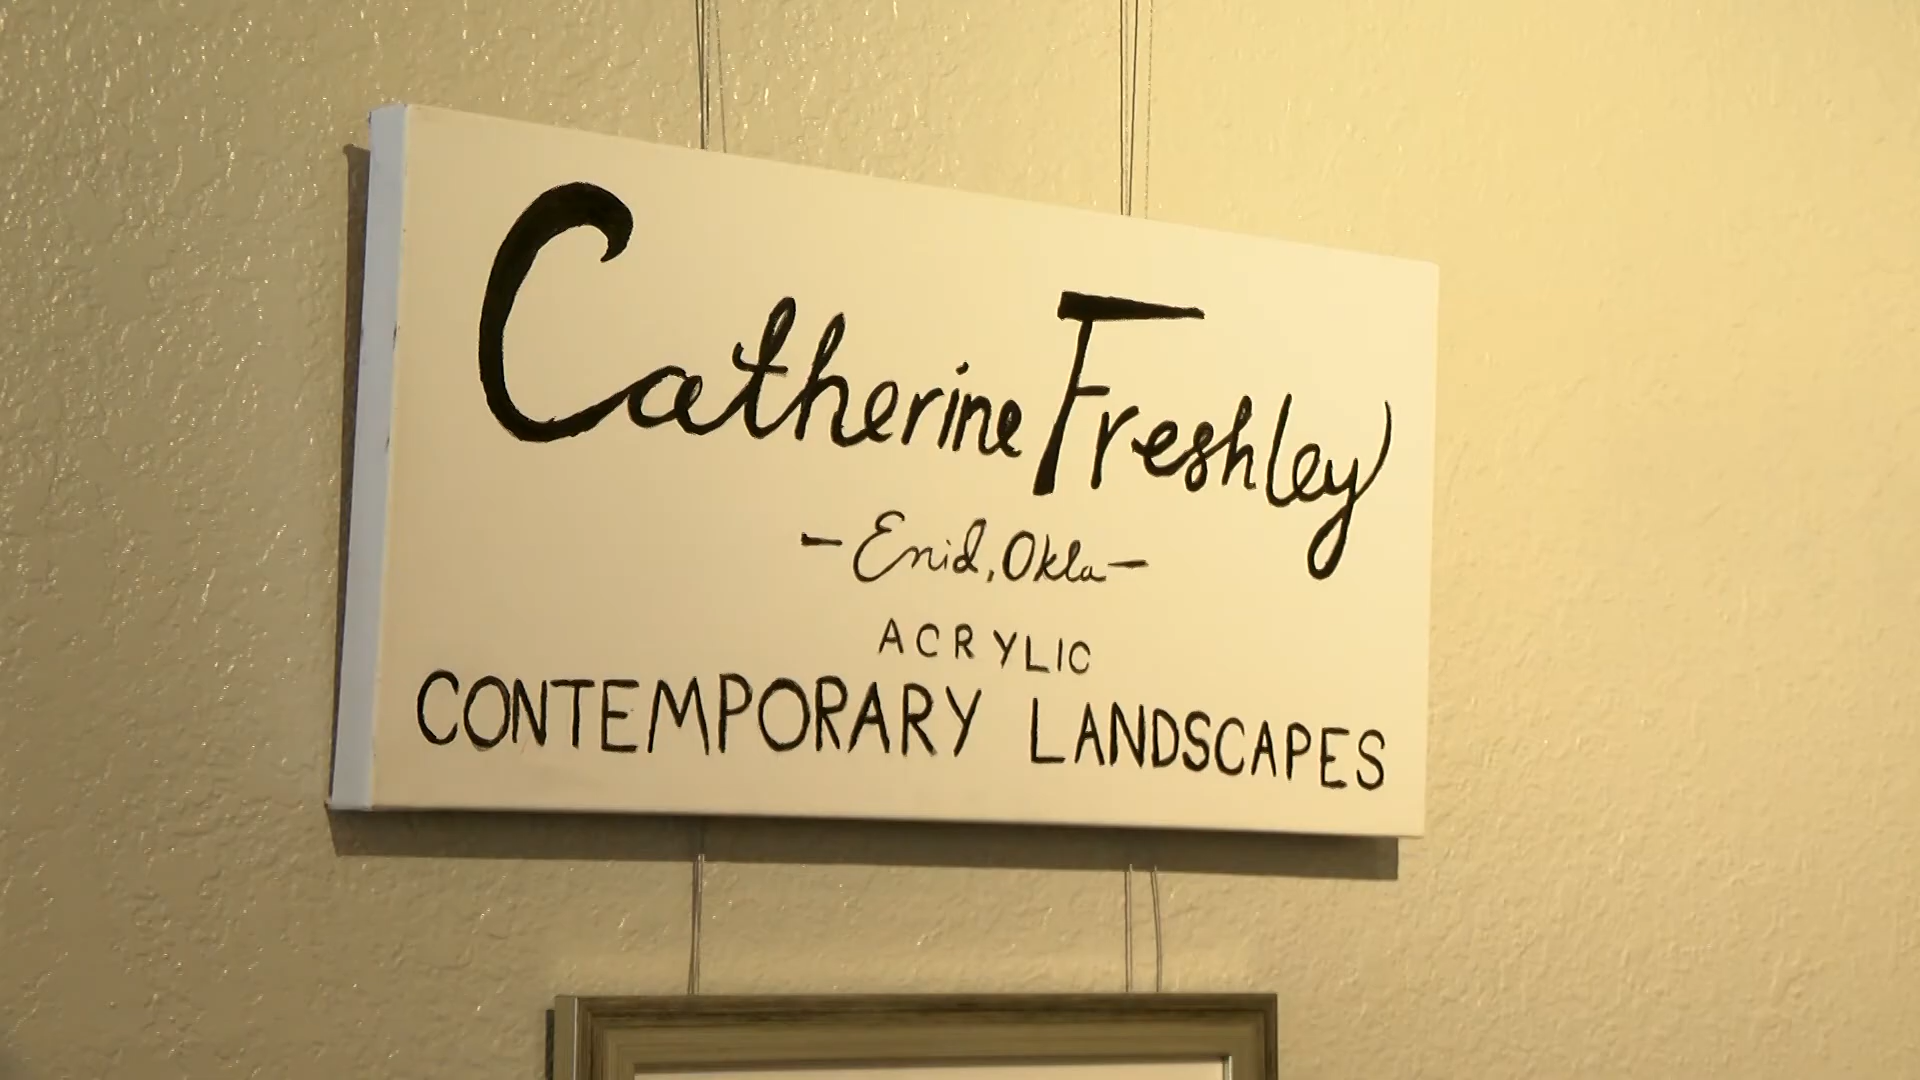 Catherine Freshley
- Enid, Okla -
ACRYLIC
CONTEMPORARY LANDSCAPES